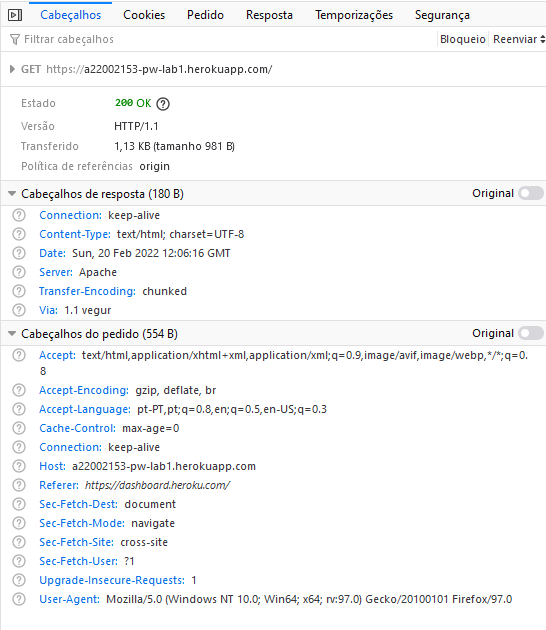 Cabeçalhos Cookies Pedido Resposta Temporizações Segurança
Filtrar cabeçalhos Bloqueio Reenviar
GET https://a22002153-pw-lab1.herokuapp.com/
Estado 200 OK
Versão HTTP/1.1
Transferido 1,13 KB (tamanho 981 B)
Política de referências origin
Cabeçalhos de resposta (180 B) Original
Connection: keep-alive
Content-Type: text/html; charset=UTF-8
Date: Sun, 20 Feb 2022 12:06:16 GMT
Server: Apache
Transfer-Encoding: chunked
Via: 1.1 vegur
Cabeçalhos do pedido (554 B) Original
Accept: text/html,application/xhtml+xml,application/xml;q=0.9,image/avif,image/webp,*/*;q=0.
8
Accept-Encoding: gzip, deflate, br
Accept-Language: pt-PT,pt;q=0.8,en;q=0.5,en-US;q=0.3
Cache-Control: max-age=0
Connection: keep-alive
Host: a22002153-pw-lab1.herokuapp.com
Referer: https://dashboard.heroku.com/
Sec-Fetch-Dest: document
Sec-Fetch-Mode: navigate
Sec-Fetch-Site: cross-site
Sec-Fetch-User: ?1
Upgrade-Insecure-Requests: 1
User-Agent: Mozilla/5.0 (Windows NT 10.0; Win64; x64; rv:97.0) Gecko/20100101 Firefox/97.0